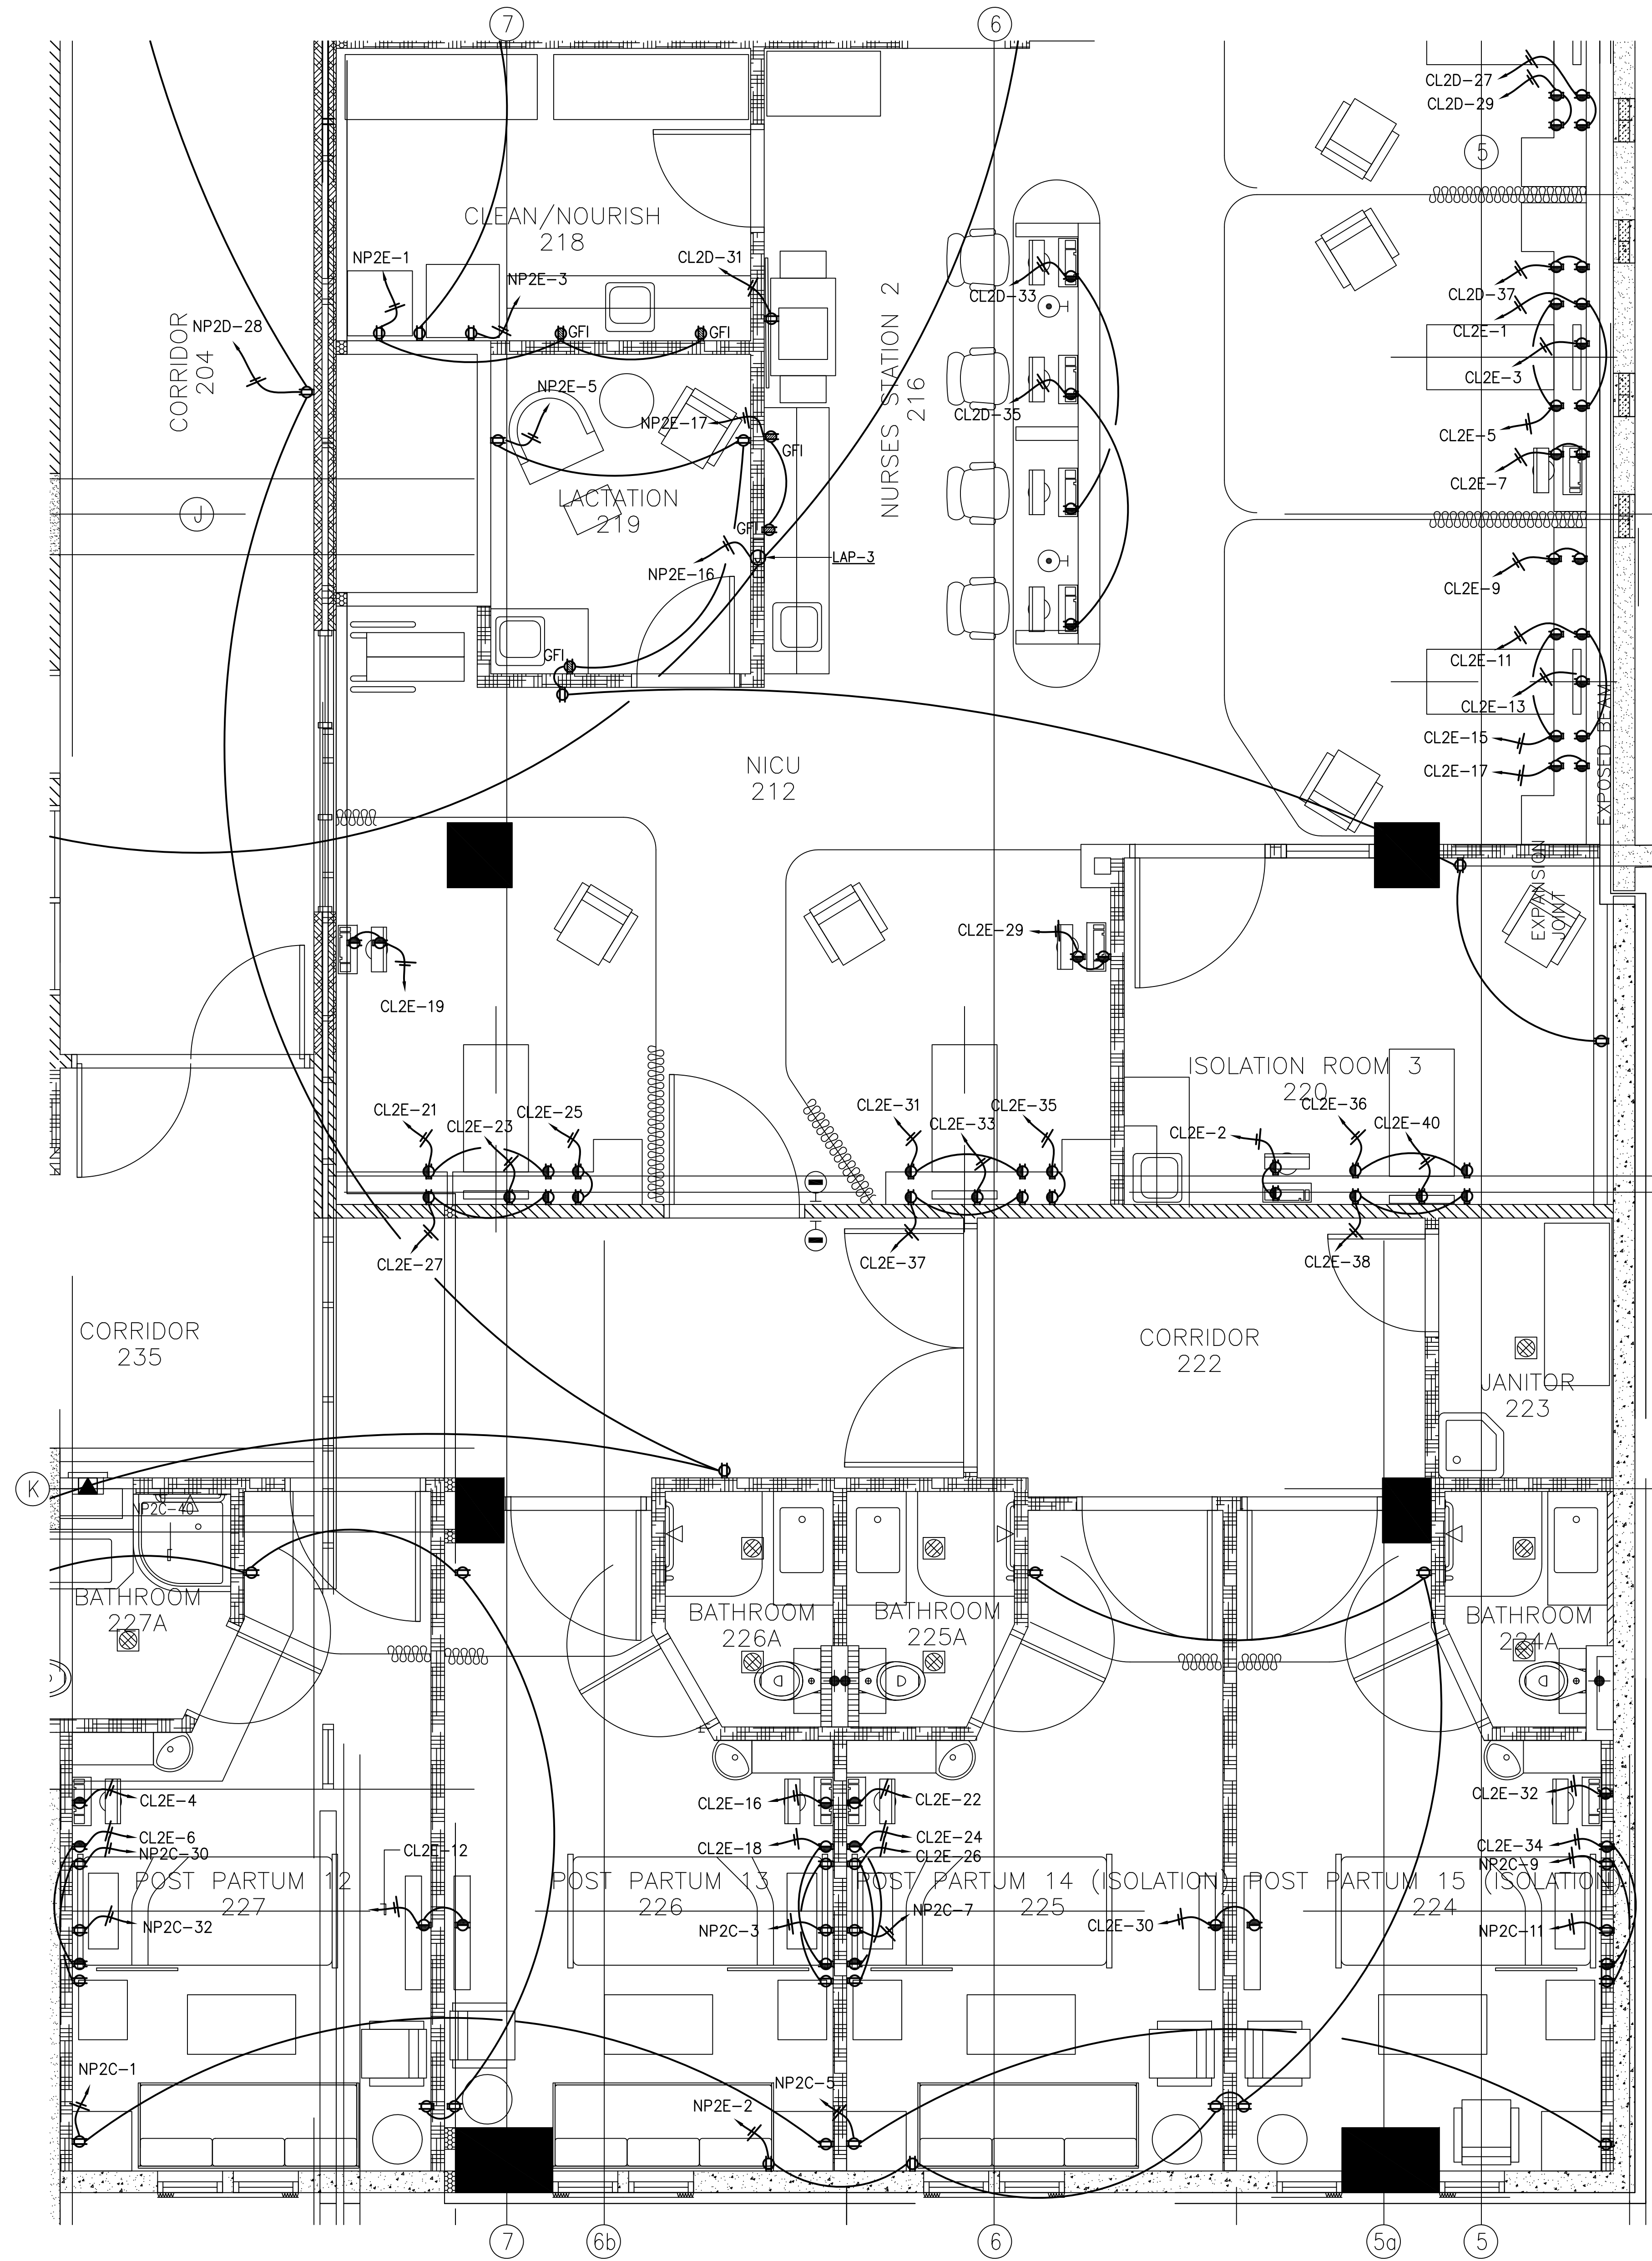 7
6
CL2D-27
CL2D-29
5
CLEAN/NOURISH
218
NP2E-1
CL2D-31
NP2E-3
CL2D-33
CL2D-37
CORRIDOR
204
NP2D-28
GFI
GFI
NURSES STATION 2
216
CL2E-1
CL2E-3
NP2E-5
CL2D-35
NP2E-17
CL2E-5
GFI
CL2E-7
LACTATION
219
J
GFI
LAP-3
NP2E-16
CL2E-9
GFI
CL2E-11
CL2E-13
CL2E-15
CL2E-17
EXPOSED BEAM
NICU
212
EXPANSION
JOINT
CL2E-29
CL2E-19
ISOLATION ROOM 3
220
CL2E-21
CL2E-23
CL2E-25
CL2E-31
CL2E-33
CL2E-35
CL2E-2
CL2E-36
CL2E-40
CL2E-27
CL2E-37
CL2E-38
CORRIDOR
235
CORRIDOR
222
JANITOR
223
K
NP2C-40
BATHROOM
227A
BATHROOM
226A
BATHROOM
225A
BATHROOM
224A
CL2E-4
CL2E-16
CL2E-22
CL2E-32
CL2E-6
NP2C-30
CL2E-12
CL2E-18
CL2E-24
CL2E-26
CL2E-34
NP2C-9
POST PARTUM 12
227
POST PARTUM 13
226
POST PARTUM 14 (ISOLATION)
225
POST PARTUM 15 (ISOLATION)
224
NP2C-32
NP2C-3
NP2C-7
CL2E-30
NP2C-11
NP2C-1
NP2C-5
NP2E-2
7
6b
6
5a
5